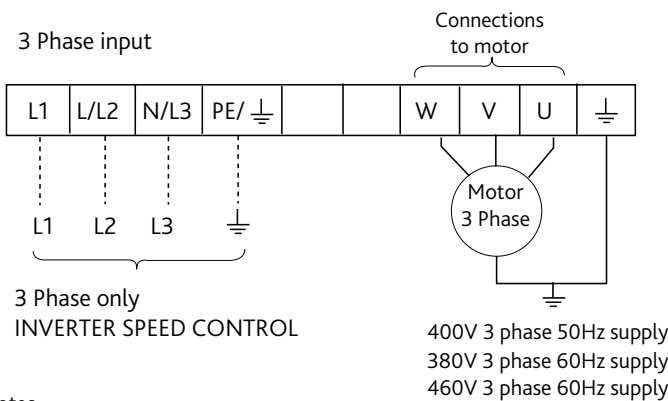 Connections
to motor
3 Phase input
L1 L/L2 N/L3 PE/ W V U
Motor
3 Phase
L1 L2 L3
3 Phase only
INVERTER SPEED CONTROL
400V 3 phase 50Hz supply
380V 3 phase 60Hz supply
460V 3 phase 60Hz supply